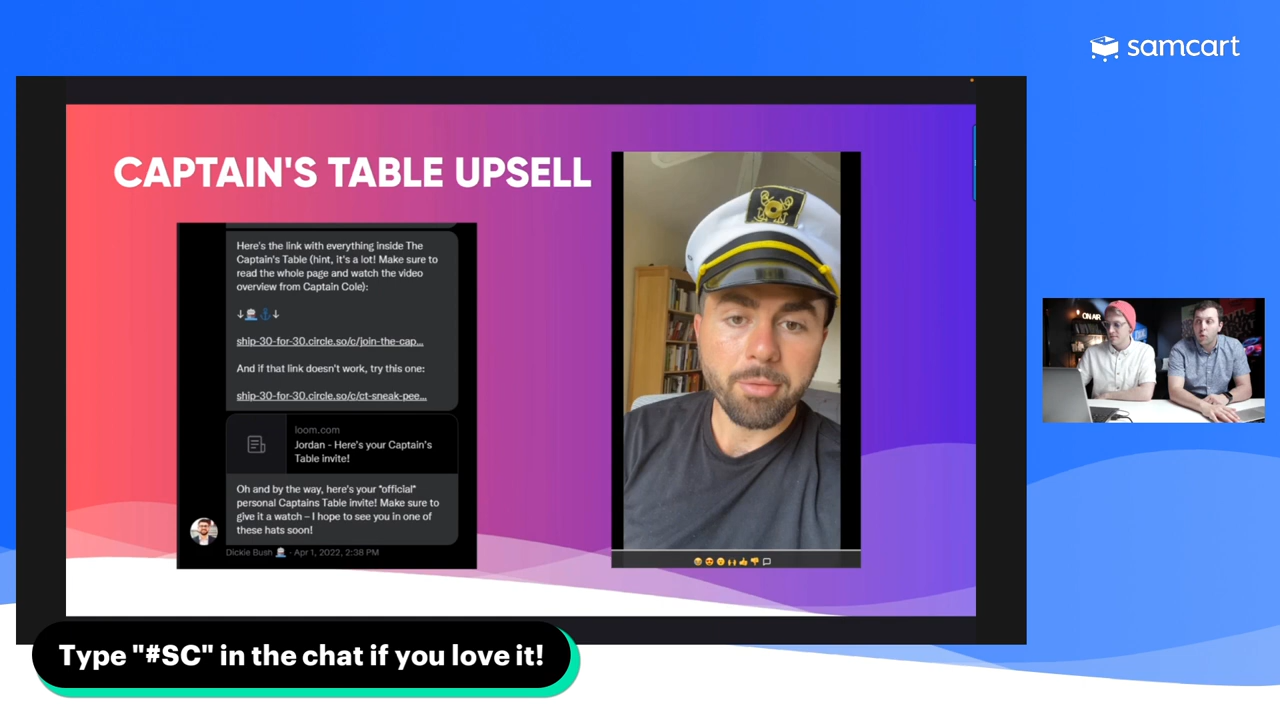 samcart
CAPTAIN'S TABLE UPSELL
Here's the link with everything inside The
Captain's Table (hint, it's a lot! Make sure to
read the whole page and watch the video
overview from Captain Cole):
↓🚢⚓↓
ship-30-for-30.circle.so/c/join-the-cap...
And if that link doesn't work, try this one:
ship-30-for-30.circle.so/c/ct-sneak-pee...
loom.com
Jordan - Here's your Captain's
Table invite!
Oh and by the way, here's your *official*
personal Captains Table invite! Make sure to
give it a watch – I hope to see you in one of
these hats soon!
Dickie Bush 🚢 · Apr 1, 2022, 2:38 PM
ON AIR
Type "#SC" in the chat if you love it!